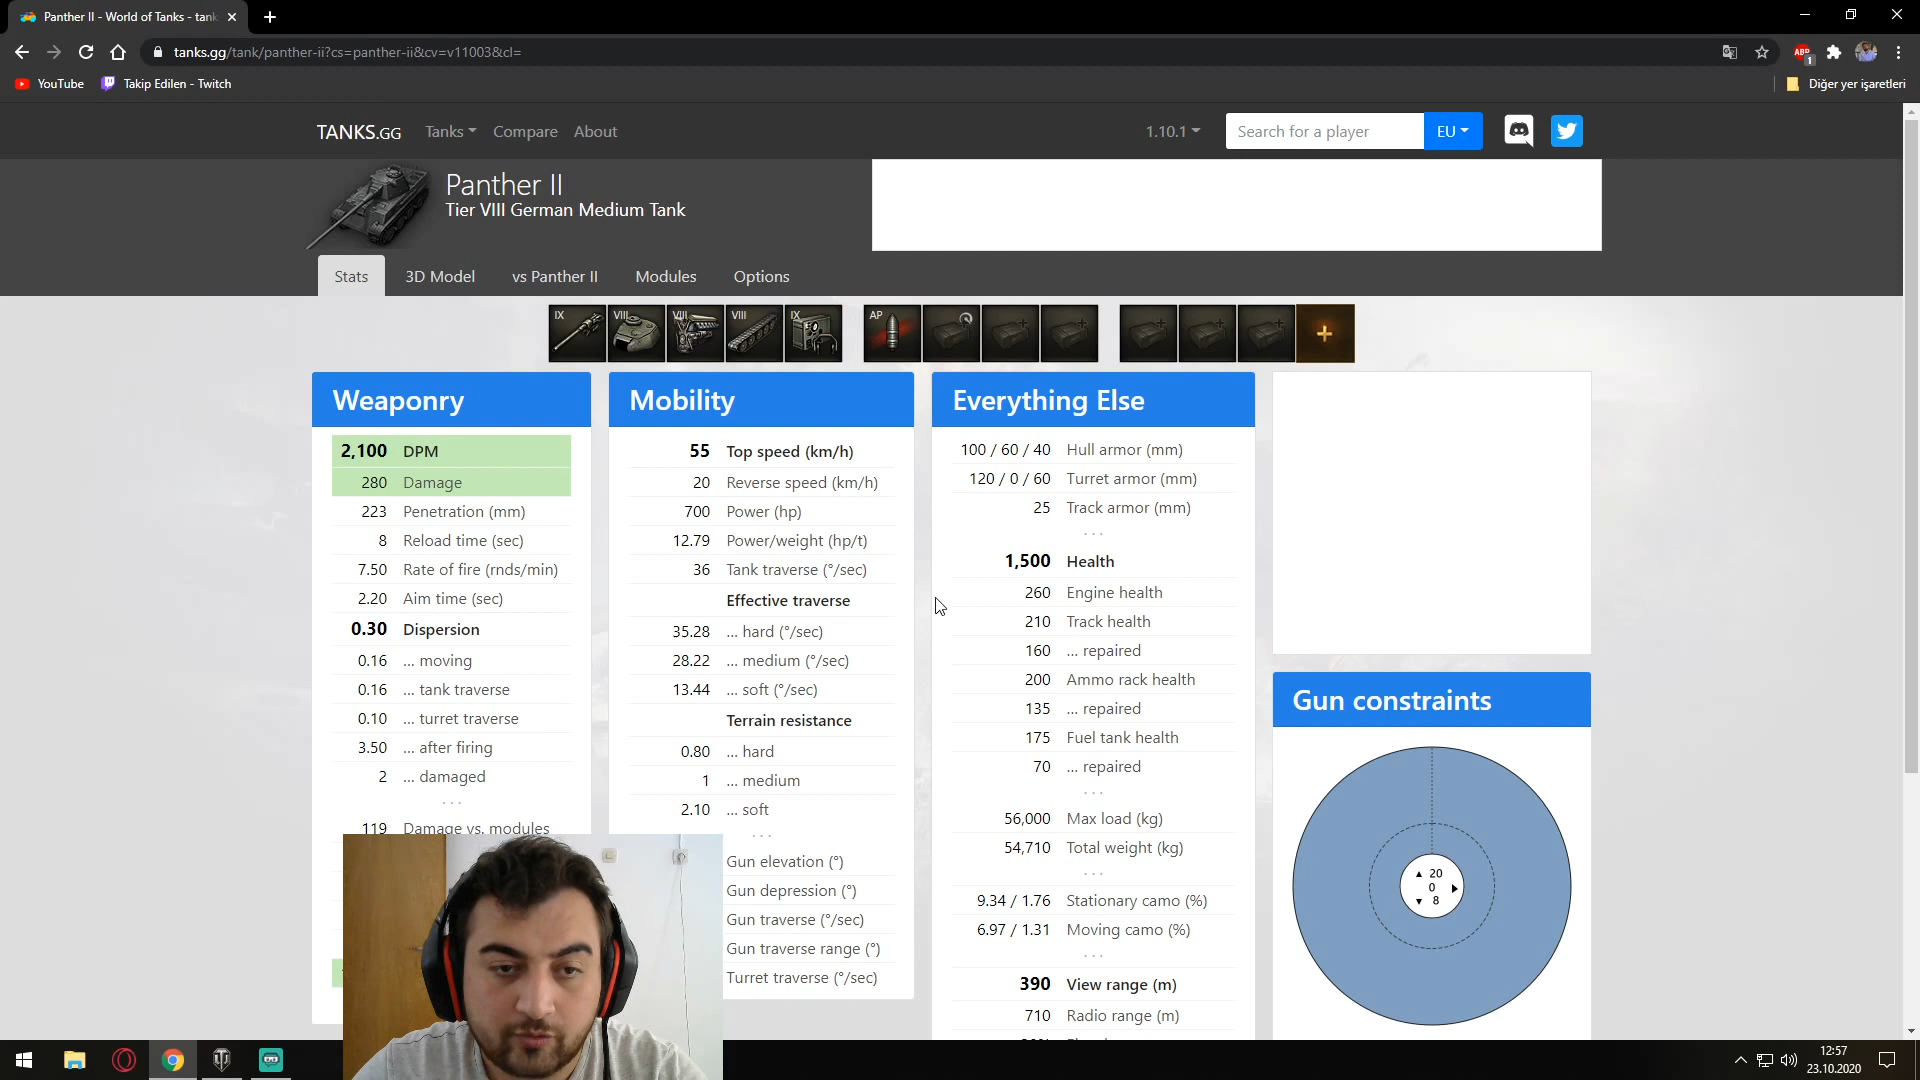 Panther II - World of Tanks - tank
tanks.gg/tank/panther-ii?cs=panther-ii&cv=v11003&cl=
ABP
1
YouTube
Takip Edilen - Twitch
Diğer yer işaretleri
TANKS.GG
Tanks
Compare
About
1.10.1
Search for a player
EU
Panther II
Tier VIII German Medium Tank
Stats
3D Model
vs Panther II
Modules
Options
IX
VIII
VIII
VIII
IX
AP
Weaponry
2,100 DPM
280 Damage
223 Penetration (mm)
8 Reload time (sec)
7.50 Rate of fire (rnds/min)
2.20 Aim time (sec)
0.30 Dispersion
0.16 ... moving
0.16 ... tank traverse
0.10 ... turret traverse
3.50 ... after firing
2 ... damaged
...
119 Damage vs. modules
Mobility
55 Top speed (km/h)
20 Reverse speed (km/h)
700 Power (hp)
12.79 Power/weight (hp/t)
36 Tank traverse (°/sec)
Effective traverse
35.28 ... hard (°/sec)
28.22 ... medium (°/sec)
13.44 ... soft (°/sec)
Terrain resistance
0.80 ... hard
1 ... medium
2.10 ... soft
...
Gun elevation (°)
Gun depression (°)
Gun traverse (°/sec)
Gun traverse range (°)
Turret traverse (°/sec)
Everything Else
100 / 60 / 40 Hull armor (mm)
120 / 0 / 60 Turret armor (mm)
25 Track armor (mm)
...
1,500 Health
260 Engine health
210 Track health
160 ... repaired
200 Ammo rack health
135 ... repaired
175 Fuel tank health
70 ... repaired
...
56,000 Max load (kg)
54,710 Total weight (kg)
...
9.34 / 1.76 Stationary camo (%)
6.97 / 1.31 Moving camo (%)
...
390 View range (m)
710 Radio range (m)
Gun constraints
20
0
8
12:57
23.10.2020